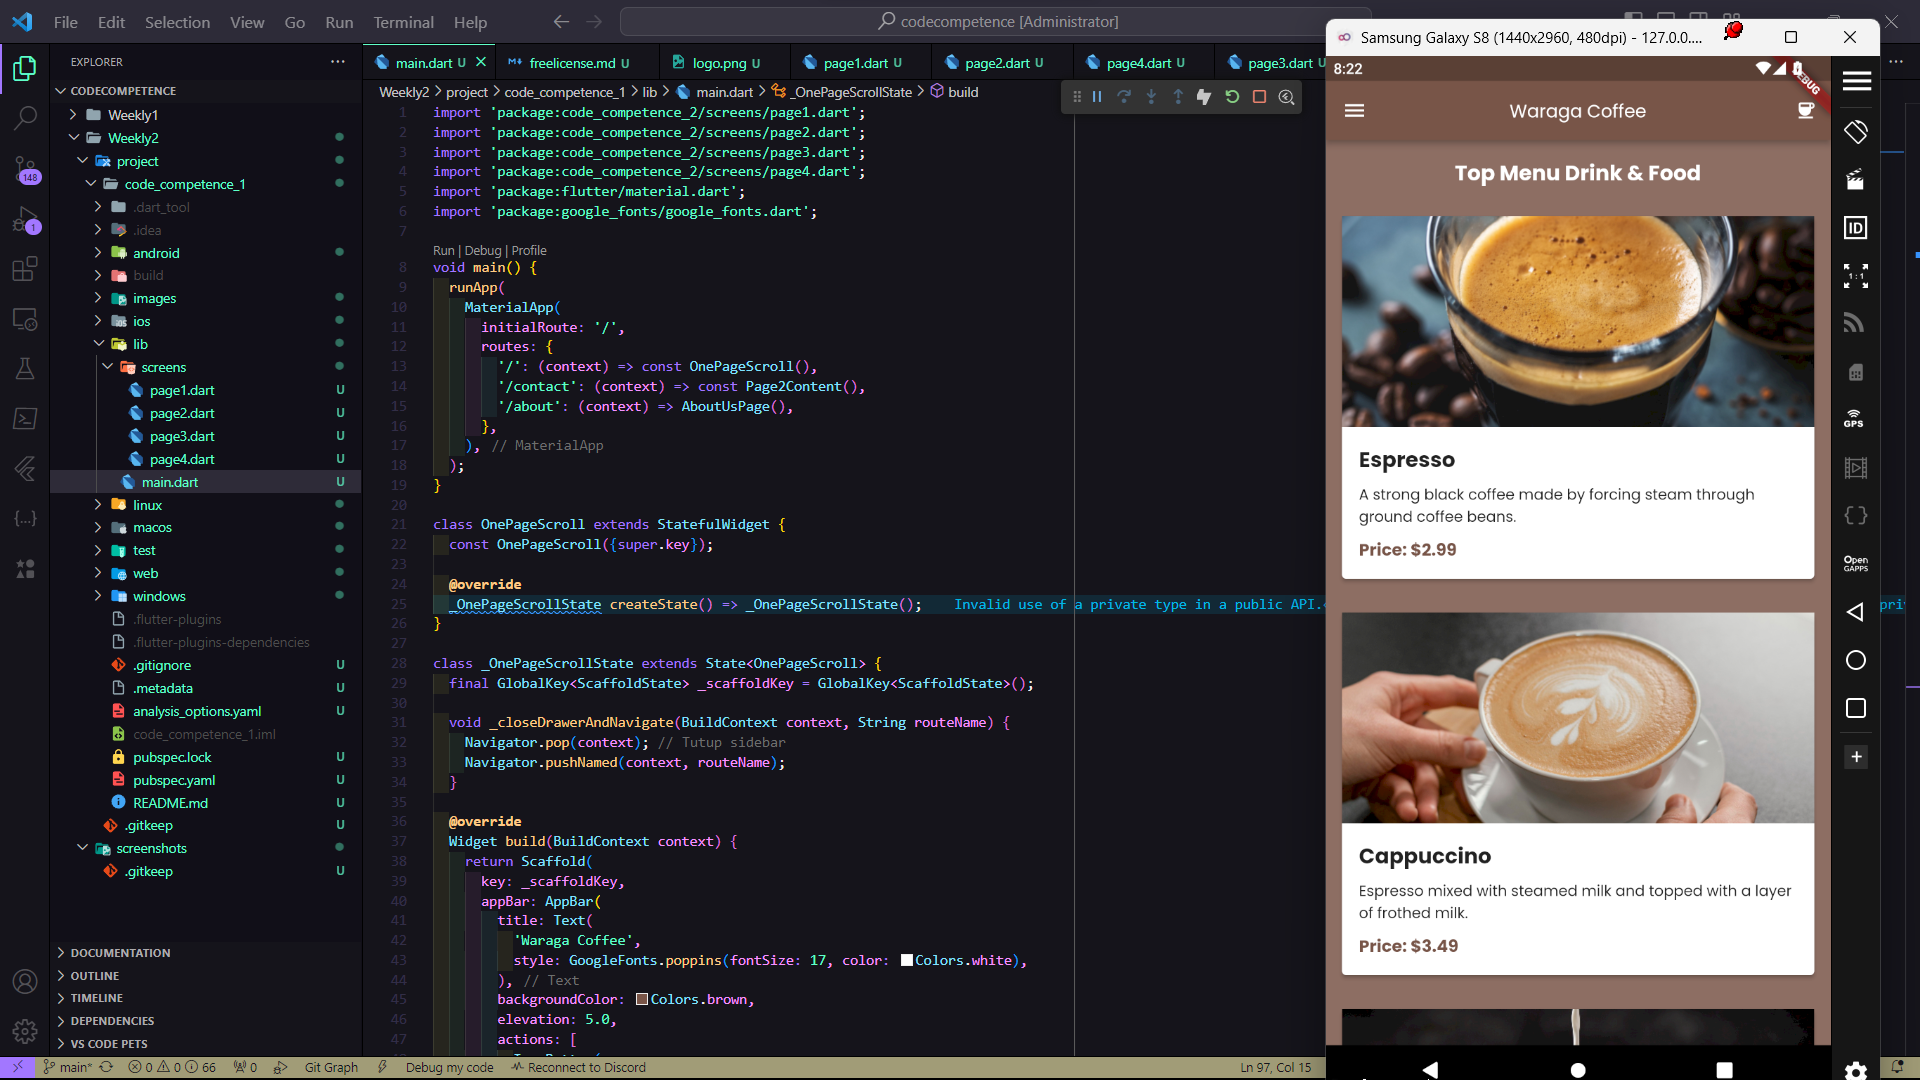 File Edit Selection View Go Run Terminal Help
codecompetence [Administrator]
EXPLORER
CODECOMPETENCE
Weekly1
Weekly2
project
code_competence_1
.dart_tool
.idea
android
build
images
ios
lib
screens
page1.dart U
page2.dart U
page3.dart U
page4.dart U
main.dart U
linux
macos
test
web
windows
.flutter-plugins
.flutter-plugins-dependencies
.gitignore U
.metadata U
analysis_options.yaml U
code_competence_1.iml
pubspec.lock U
pubspec.yaml U
README.md U
.gitkeep U
screenshots
.gitkeep U
DOCUMENTATION
OUTLINE
TIMELINE
DEPENDENCIES
VS CODE PETS
148
1
main.dart U
freelicense.md U
logo.png U
page1.dart U
page2.dart U
page4.dart U
page3.dart U
Weekly2 > project > code_competence_1 > lib > main.dart > _OnePageScrollState > build
1 import 'package:code_competence_2/screens/page1.dart';
2 import 'package:code_competence_2/screens/page2.dart';
3 import 'package:code_competence_2/screens/page3.dart';
4 import 'package:code_competence_2/screens/page4.dart';
5 import 'package:flutter/material.dart';
6 import 'package:google_fonts/google_fonts.dart';
7
Run | Debug | Profile
8 void main() {
9 runApp(
10 MaterialApp(
11 initialRoute: '/',
12 routes: {
13 '/': (context) => const OnePageScroll(),
14 '/contact': (context) => const Page2Content(),
15 '/about': (context) => AboutUsPage(),
16 },
17 ), // MaterialApp
18 );
19 }
20
21 class OnePageScroll extends StatefulWidget {
22 const OnePageScroll({super.key});
23
24 @override
25 _OnePageScrollState createState() => _OnePageScrollState(); Invalid use of a private type in a public API.
26 }
27
28 class _OnePageScrollState extends State<OnePageScroll> {
29 final GlobalKey<ScaffoldState> _scaffoldKey = GlobalKey<ScaffoldState>();
30
31 void _closeDrawerAndNavigate(BuildContext context, String routeName) {
32 Navigator.pop(context); // Tutup sidebar
33 Navigator.pushNamed(context, routeName);
34 }
35
36 @override
37 Widget build(BuildContext context) {
38 return Scaffold(
39 key: _scaffoldKey,
40 appBar: AppBar(
41 title: Text(
42 'Waraga Coffee',
43 style: GoogleFonts.poppins(fontSize: 17, color: Colors.white),
44 ), // Text
45 backgroundColor: Colors.brown,
46 elevation: 5.0,
47 actions: [
Samsung Galaxy S8 (1440x2960, 480dpi) - 127.0.0....
8:22
DEBUG
Waraga Coffee
Top Menu Drink & Food
Espresso
A strong black coffee made by forcing steam through
ground coffee beans.
Price: $2.99
Cappuccino
Espresso mixed with steamed milk and topped with a layer
of frothed milk.
Price: $3.49
ID
1:1
GPS
Open
GAPPS
main* 0 0 66 0 Git Graph Debug my code Reconnect to Discord
Ln 97, Col 15